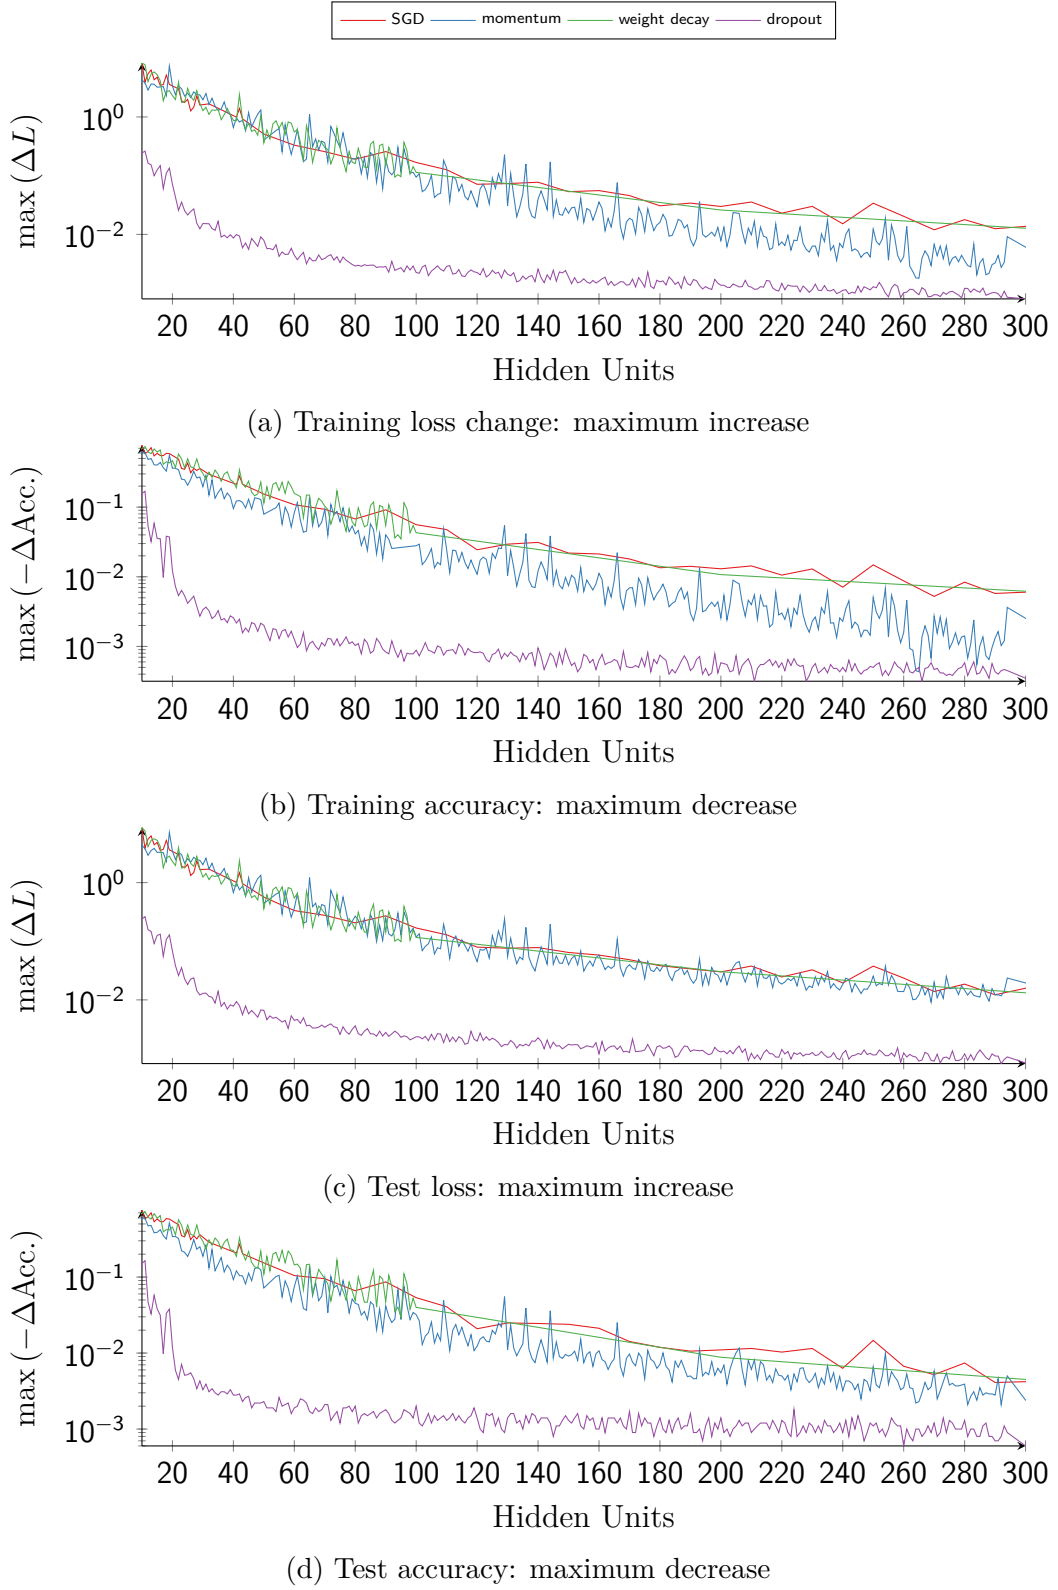 SGD momentum weight decay dropout
max (ΔL)
10^0
10^−2
20 40 60 80 100 120 140 160 180 200 220 240 260 280 300
Hidden Units
(a) Training loss change: maximum increase
max (−ΔAcc.)
10^−1
10^−2
10^−3
20 40 60 80 100 120 140 160 180 200 220 240 260 280 300
Hidden Units
(b) Training accuracy: maximum decrease
max (ΔL)
10^0
10^−2
20 40 60 80 100 120 140 160 180 200 220 240 260 280 300
Hidden Units
(c) Test loss: maximum increase
max (−ΔAcc.)
10^−1
10^−2
10^−3
20 40 60 80 100 120 140 160 180 200 220 240 260 280 300
Hidden Units
(d) Test accuracy: maximum decrease